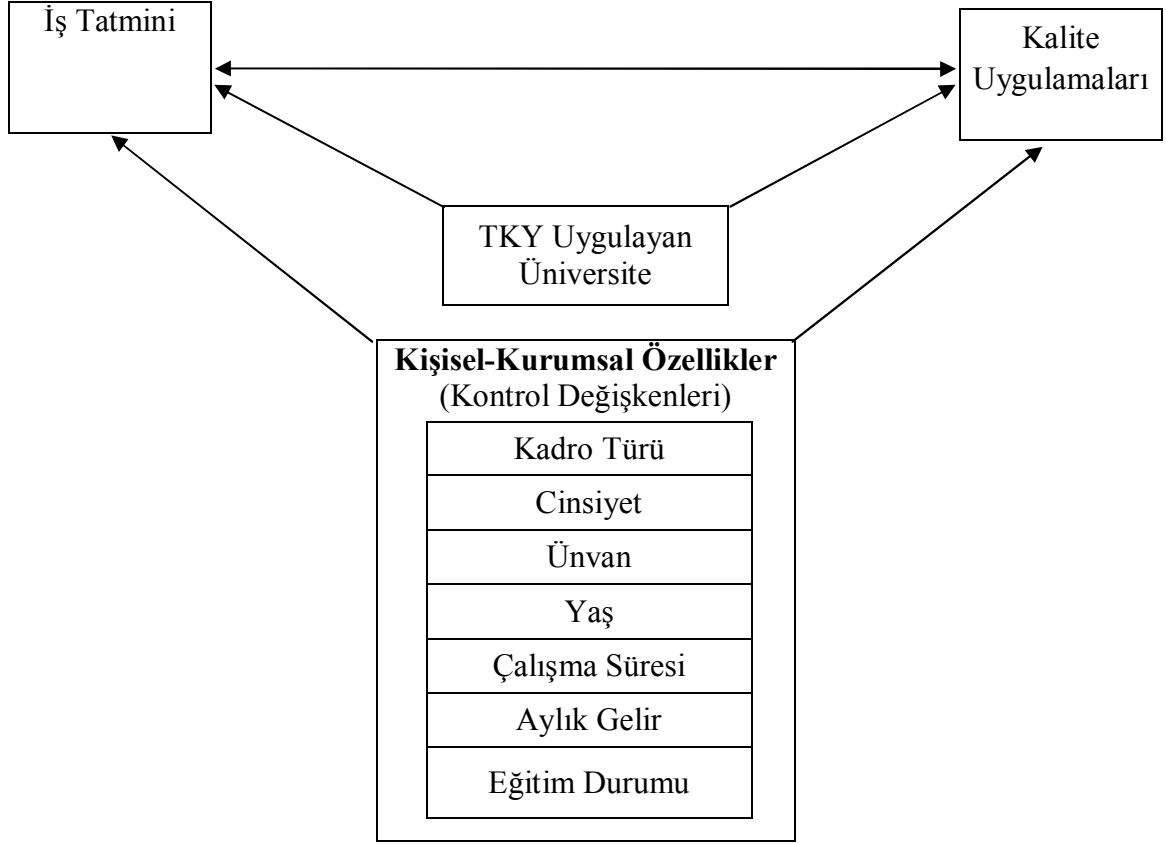 İş Tatmini
Kalite
Uygulamaları
TKY Uygulayan
Üniversite
Kişisel-Kurumsal Özellikler
(Kontrol Değişkenleri)
Kadro Türü
Cinsiyet
Ünvan
Yaş
Çalışma Süresi
Aylık Gelir
Eğitim Durumu